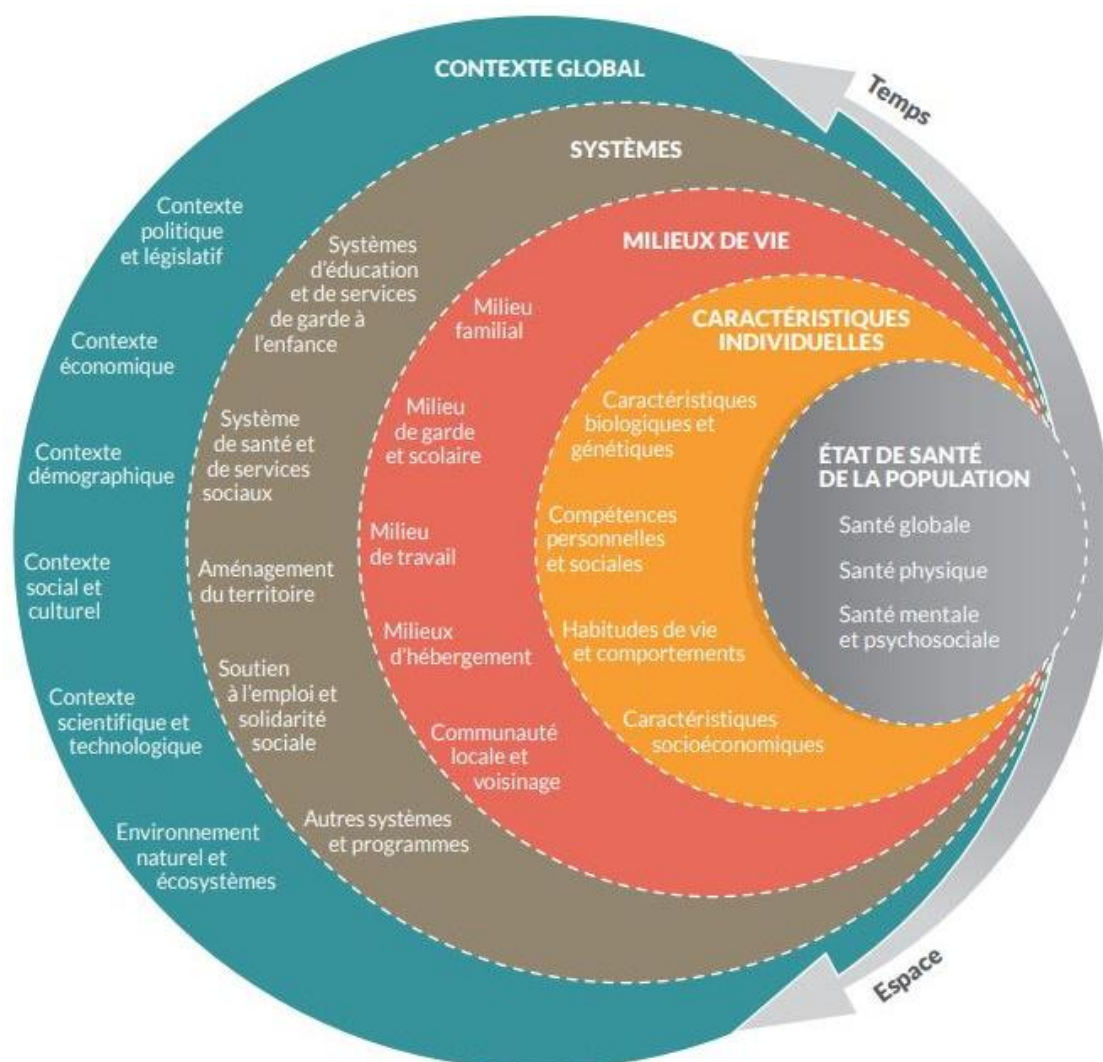 CONTEXTE GLOBAL
Temps
SYSTÈMES
MILIEUX DE VIE
CARACTÉRISTIQUES
INDIVIDUELLES
ÉTAT DE SANTÉ
DE LA POPULATION
Santé globale
Santé physique
Santé mentale
et psychosociale
Contexte
politique
et législatif
Contexte
économique
Contexte
démographique
Contexte
social et
culturel
Contexte
scientifique et
technologique
Environnement
naturel et
écosystèmes
Systèmes
d'éducation
et de services
de garde à
l'enfance
Système
de santé et
de services
sociaux
Aménagement
du territoire
Soutien
à l'emploi et
solidarité
sociale
Autres systèmes
et programmes
Milieu
familial
Milieu
de garde
et scolaire
Milieu
de travail
Milieux
d'hébergement
Communauté
locale et
voisinage
Caractéristiques
biologiques et
génétiques
Compétences
personnelles
et sociales
Habitudes de vie
et comportements
Caractéristiques
socioéconomiques
Espace